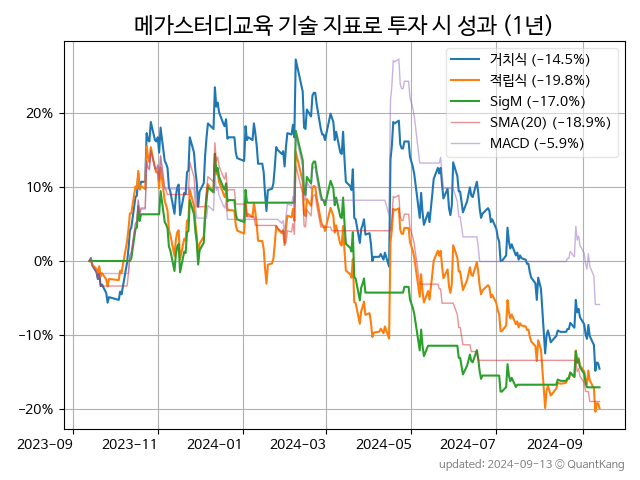 메가스터디교육 기술 지표로 투자 시 성과 (1년)
거치식 (−14.5%)
적립식 (−19.8%)
SigM (−17.0%)
SMA(20) (−18.9%)
MACD (−5.9%)
20%
10%
0%
−10%
−20%
2023-09 2023-11 2024-01 2024-03 2024-05 2024-07 2024-09
updated: 2024-09-13 ⓒ QuantKang